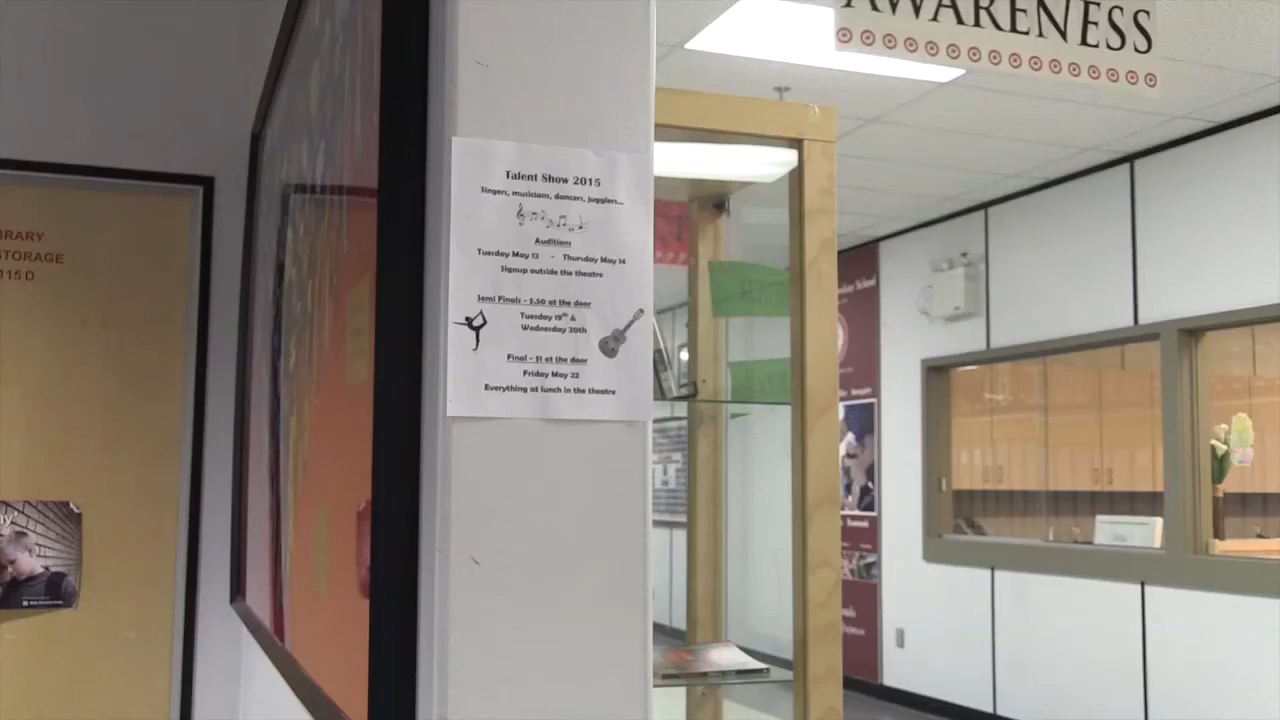 AWARENESS
BRARY
STORAGE
115 D
Talent Show 2015
Singers, musicians, dancers, jugglers...
Auditions
Tuesday May 12 - Thursday May 14
Signup outside the theatre
Semi Finals - $.50 at the door
Tuesday 19th &
Wednesday 20th
Final - $1 at the door
Friday May 22
Everything at lunch in the theatre
School